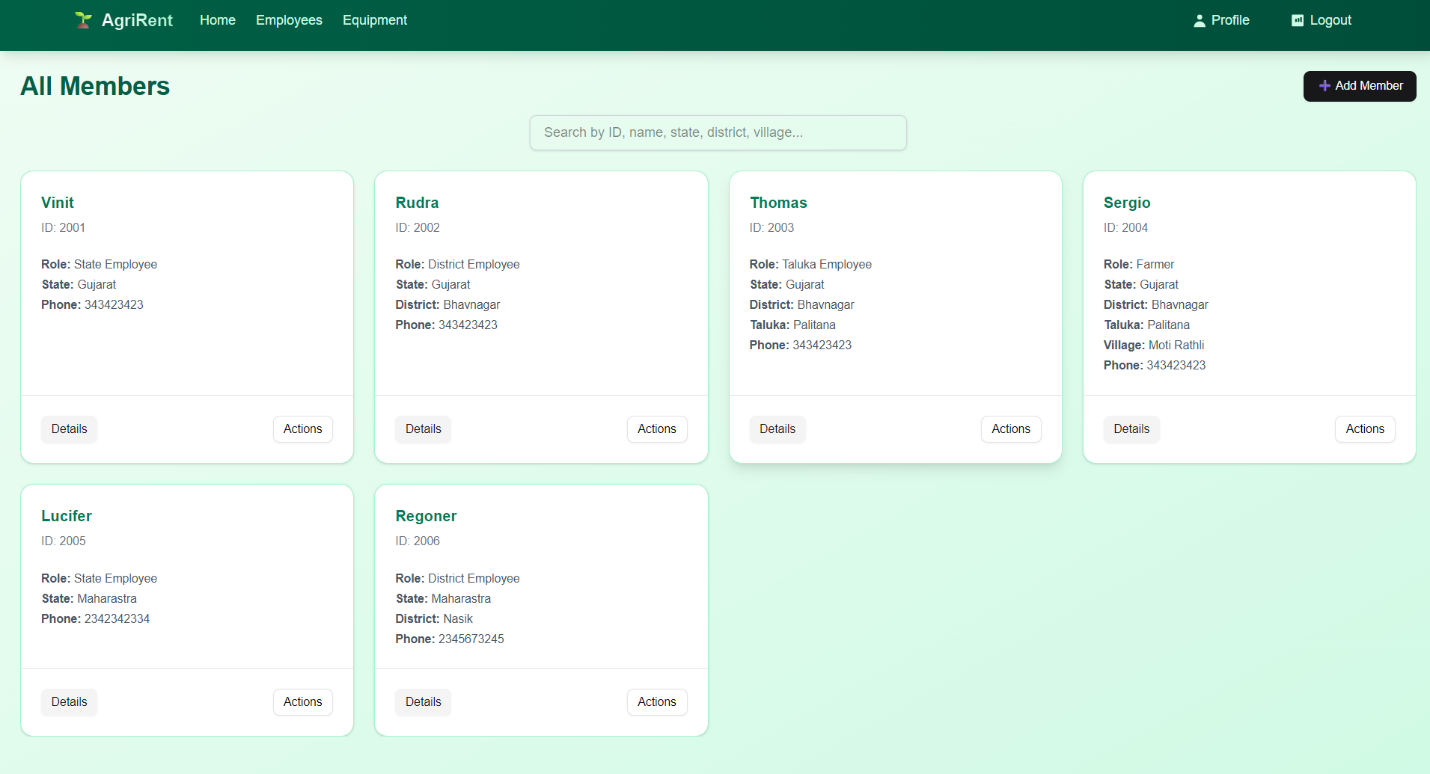 AgriRent Home Employees Equipment Profile Logout
All Members
Add Member
Search by ID, name, state, district, village...
Vinit
ID: 2001
Role: State Employee
State: Gujarat
Phone: 343423423
Details Actions
Rudra
ID: 2002
Role: District Employee
State: Gujarat
District: Bhavnagar
Phone: 343423423
Details Actions
Thomas
ID: 2003
Role: Taluka Employee
State: Gujarat
District: Bhavnagar
Taluka: Palitana
Phone: 343423423
Details Actions
Sergio
ID: 2004
Role: Farmer
State: Gujarat
District: Bhavnagar
Taluka: Palitana
Village: Moti Rathli
Phone: 343423423
Details Actions
Lucifer
ID: 2005
Role: State Employee
State: Maharastra
Phone: 2342342334
Details Actions
Regoner
ID: 2006
Role: District Employee
State: Maharastra
District: Nasik
Phone: 2345673245
Details Actions